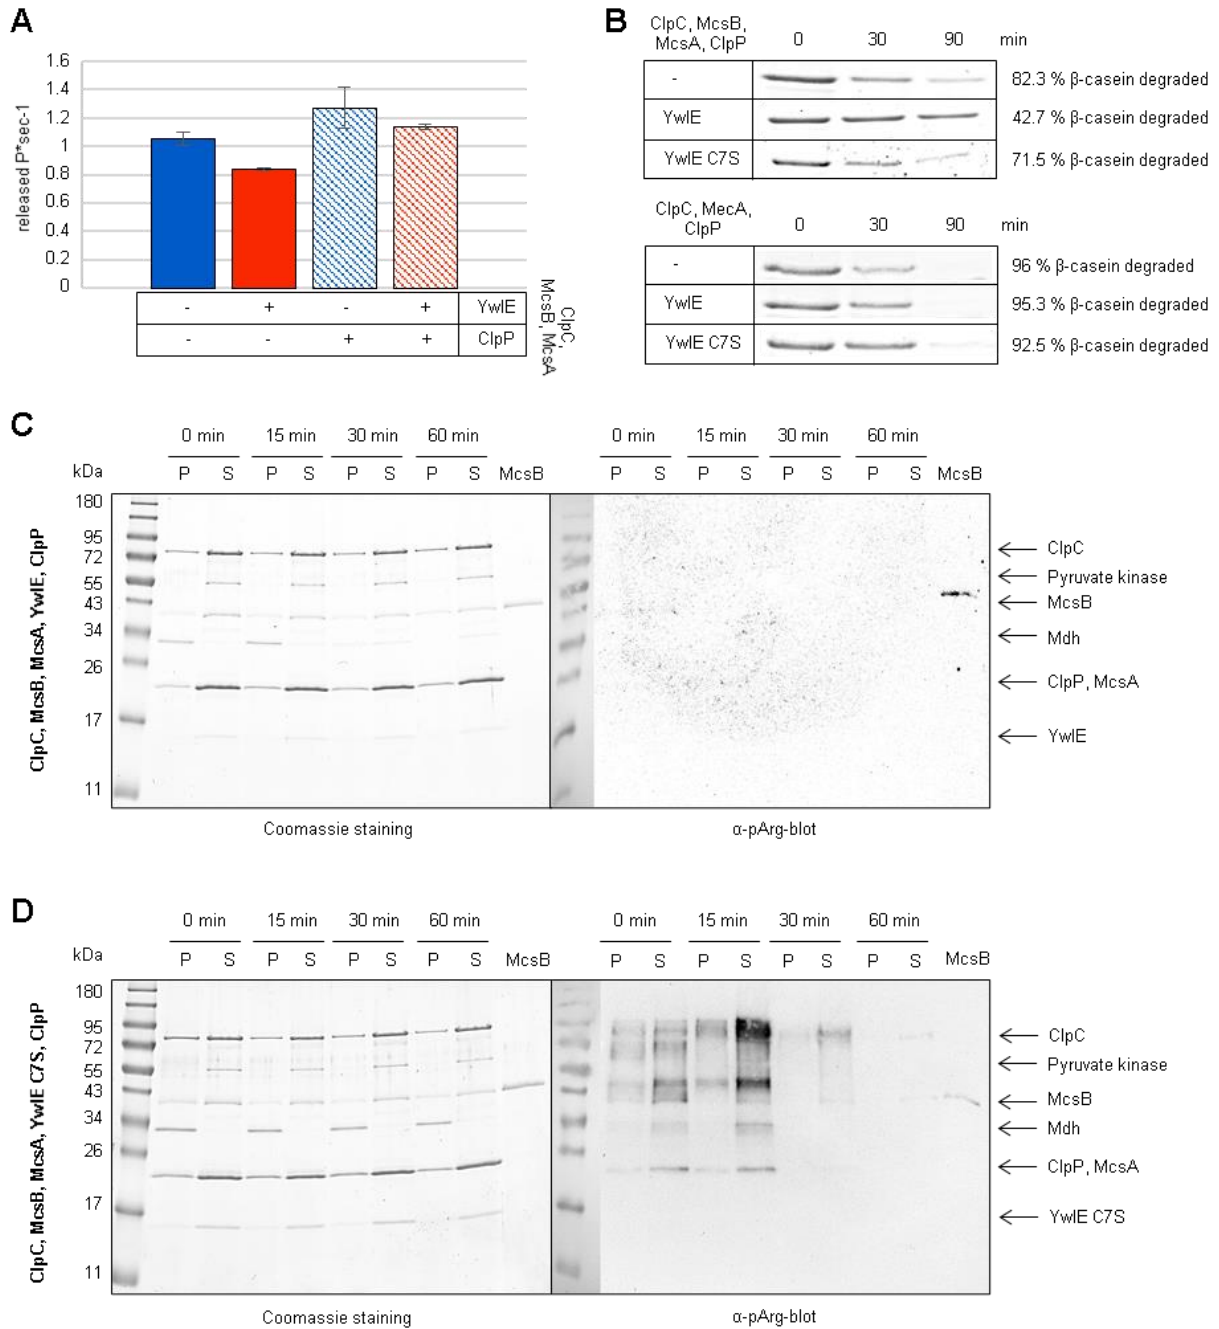 A
1.6
1.4
1.2
1
0.8
0.6
0.4
0.2
0
released P*sec-1
- + - + YwlE
- - + + ClpP
ClpC,
McsB, McsA
B
ClpC, McsB,
McsA, ClpP 0 30 90 min
- 82.3 % β-casein degraded
YwlE 42.7 % β-casein degraded
YwlE C7S 71.5 % β-casein degraded
ClpC, MecA,
ClpP 0 30 90 min
- 96 % β-casein degraded
YwlE 95.3 % β-casein degraded
YwlE C7S 92.5 % β-casein degraded
C
0 min 15 min 30 min 60 min 0 min 15 min 30 min 60 min
kDa P S P S P S P S McsB P S P S P S P S McsB
180
95
72
55
43
34
26
17
11
ClpC, McsB, McsA, YwlE, ClpP
ClpC
Pyruvate kinase
McsB
Mdh
ClpP, McsA
YwlE
Coomassie staining α-pArg-blot
D
0 min 15 min 30 min 60 min 0 min 15 min 30 min 60 min
kDa P S P S P S P S McsB P S P S P S P S McsB
180
95
72
55
43
34
26
17
11
ClpC, McsB, McsA, YwlE C7S, ClpP
ClpC
Pyruvate kinase
McsB
Mdh
ClpP, McsA
YwlE C7S
Coomassie staining α-pArg-blot